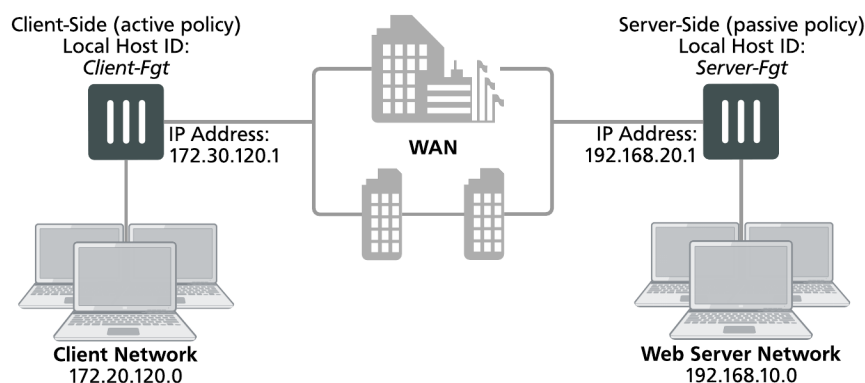 Client-Side (active policy)
Local Host ID:
Client-Fgt
IP Address:
172.30.120.1
Client Network
172.20.120.0
WAN
Server-Side (passive policy)
Local Host ID:
Server-Fgt
IP Address:
192.168.20.1
Web Server Network
192.168.10.0